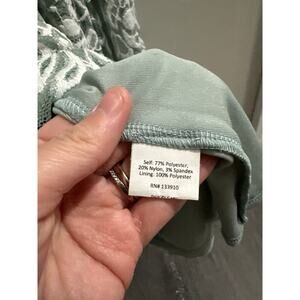 Self: 77% Polyester,
20% Nylon, 3% Spandex
Lining: 100% Polyester
RN# 133910